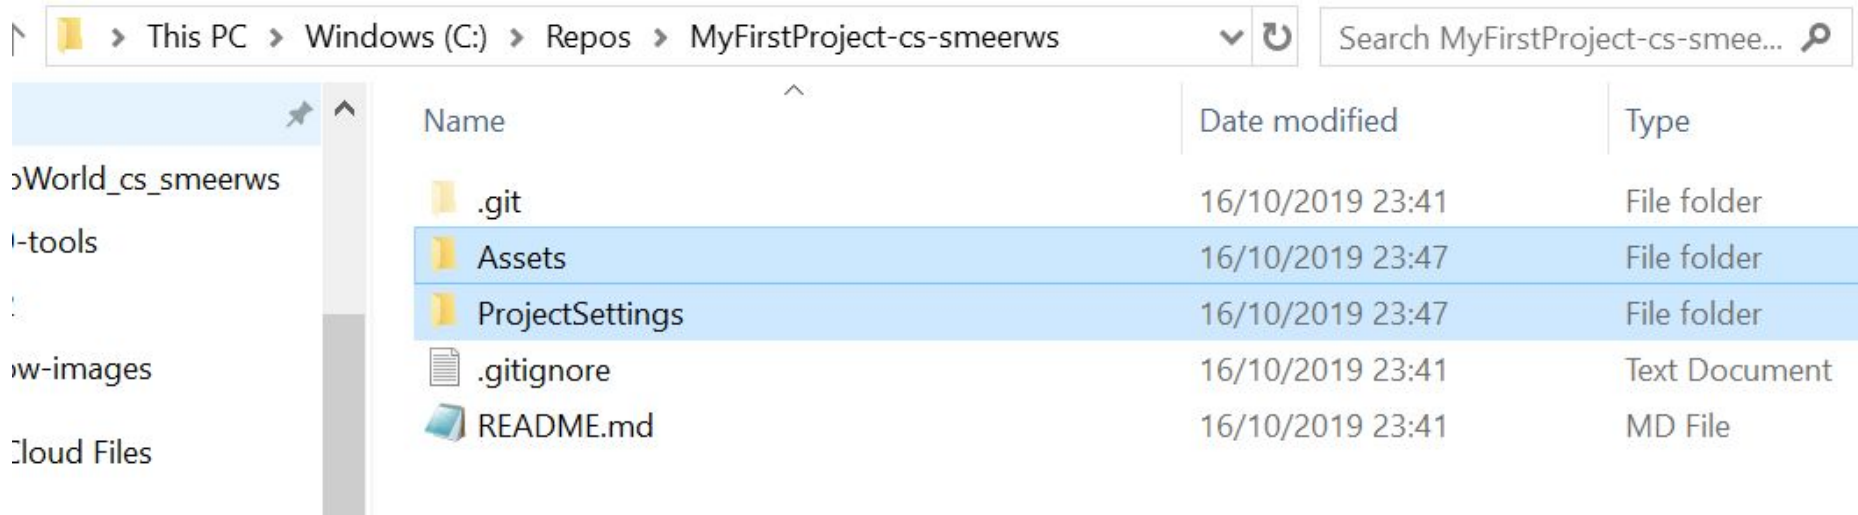 This PC > Windows (C:) > Repos > MyFirstProject-cs-smeerws
Search MyFirstProject-cs-smee...
Name Date modified Type
oWorld_cs_smeerws
-tools
w-images
Cloud Files
.git 16/10/2019 23:41 File folder
Assets 16/10/2019 23:47 File folder
ProjectSettings 16/10/2019 23:47 File folder
.gitignore 16/10/2019 23:41 Text Document
README.md 16/10/2019 23:41 MD File